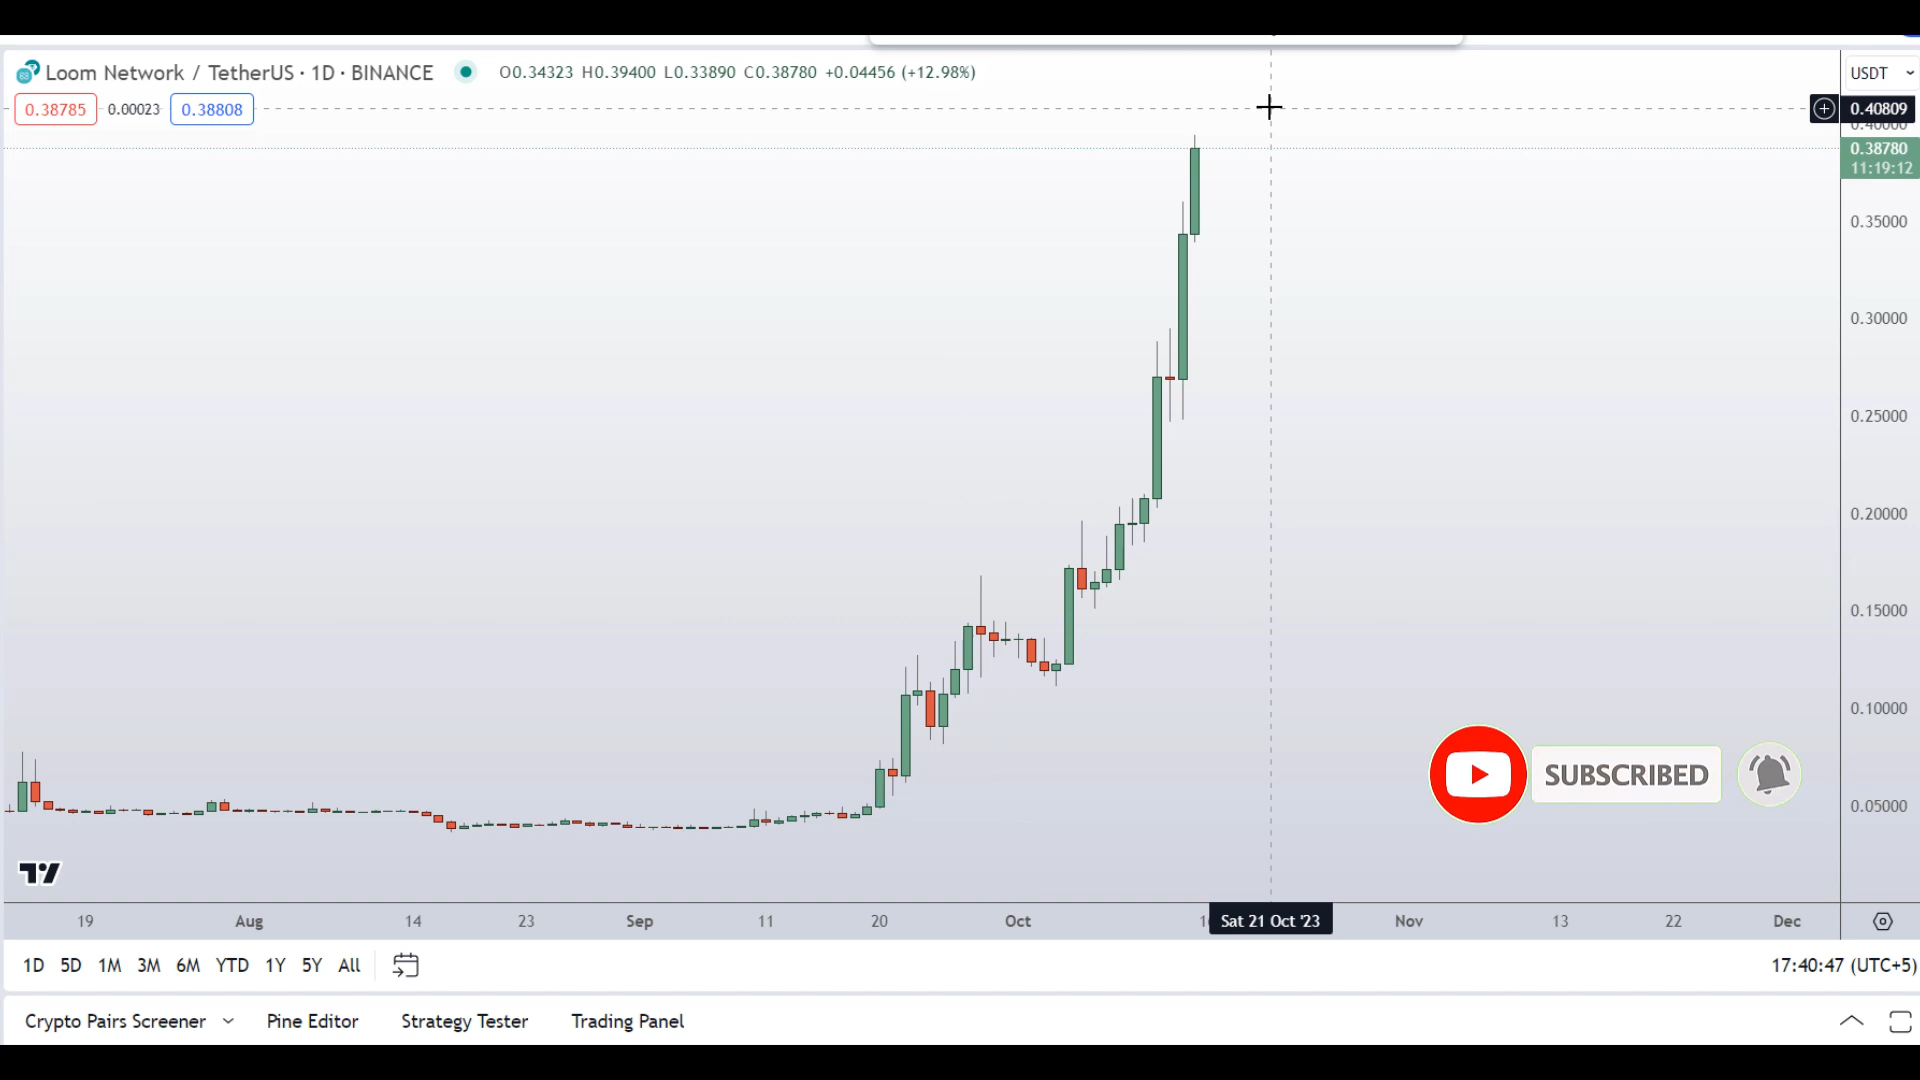 Loom Network / TetherUS · 1D · BINANCE O0.34323 H0.39400 L0.33890 C0.38780 +0.04456 (+12.98%)
USDT
0.38785 0.00023 0.38808
0.40809
0.40000
0.38780
11:19:12
0.35000
0.30000
0.25000
0.20000
0.15000
0.10000
SUBSCRIBED
0.05000
19 Aug 14 23 Sep 11 20 Oct Sat 21 Oct '23 Nov 13 22 Dec
1D 5D 1M 3M 6M YTD 1Y 5Y All
17:40:47 (UTC+5)
Crypto Pairs Screener Pine Editor Strategy Tester Trading Panel